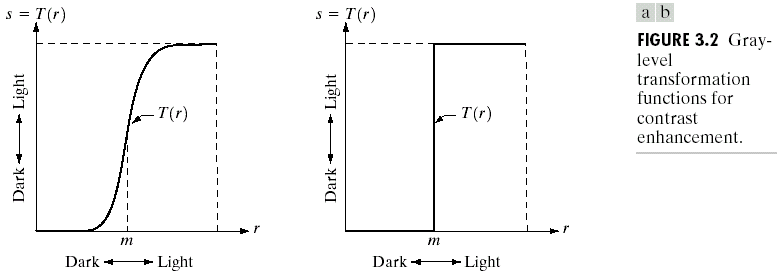 s = T(r)
Light
Dark
T(r)
m
r
Dark
Light
s = T(r)
Light
Dark
T(r)
m
r
Dark
Light
a b
FIGURE 3.2 Gray-
level
transformation
functions for
contrast
enhancement.